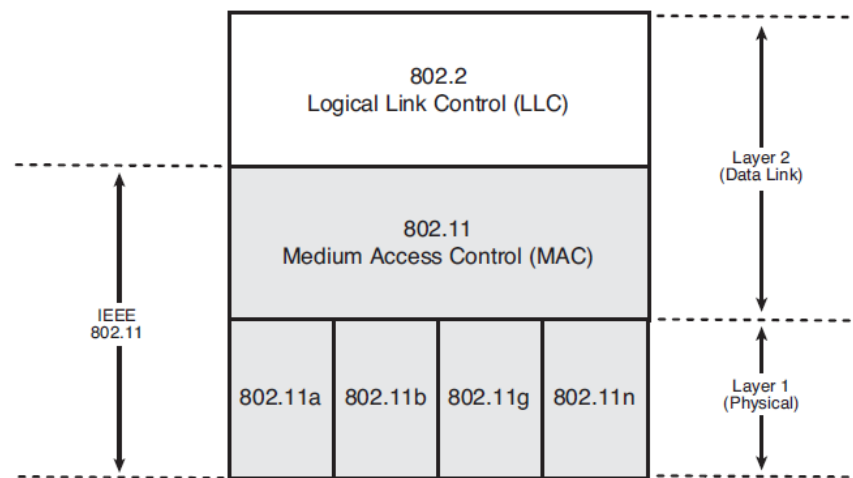 802.2
Logical Link Control (LLC)
Layer 2
(Data Link)
802.11
Medium Access Control (MAC)
IEEE
802.11
802.11a
802.11b
802.11g
802.11n
Layer 1
(Physical)